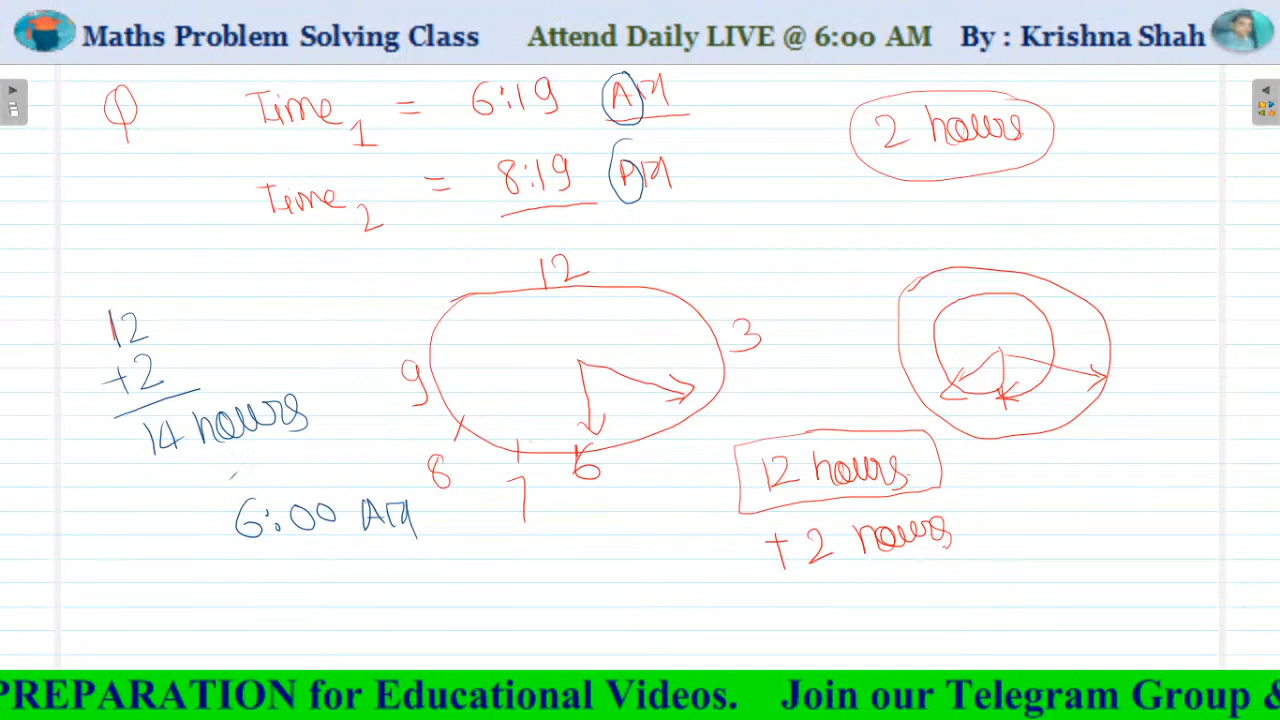 Maths Problem Solving Class Attend Daily LIVE @ 6:00 AM By : Krishna Shah
Q Time1 = 6:19 AM
2 hours
Time2 = 8:19 PM
12
3
9
8
7
6
12
+2
14 hours
6:00 AM
12 hours
+ 2 hours
PREPARATION for Educational Videos. Join our Telegram Group &